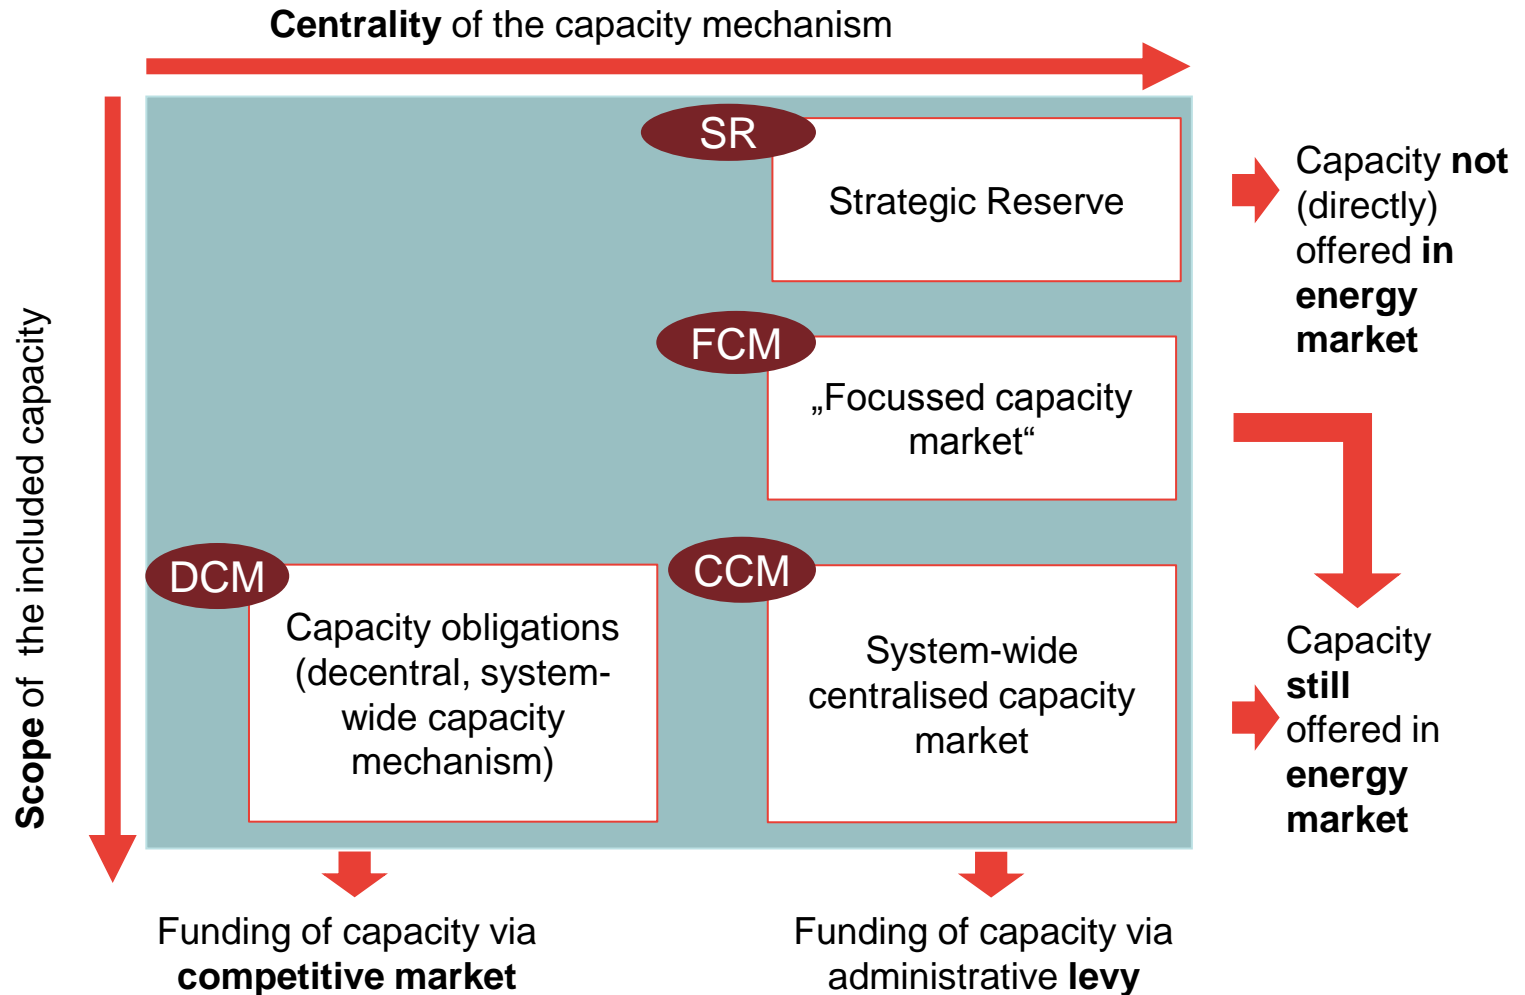 Centrality of the capacity mechanism
Scope of the included capacity
SR
Strategic Reserve
Capacity not
(directly)
offered in
energy
market
FCM
„Focussed capacity
market“
DCM
Capacity obligations
(decentral, system-
wide capacity
mechanism)
CCM
System-wide
centralised capacity
market
Capacity
still
offered in
energy
market
Funding of capacity via
competitive market
Funding of capacity via
administrative levy